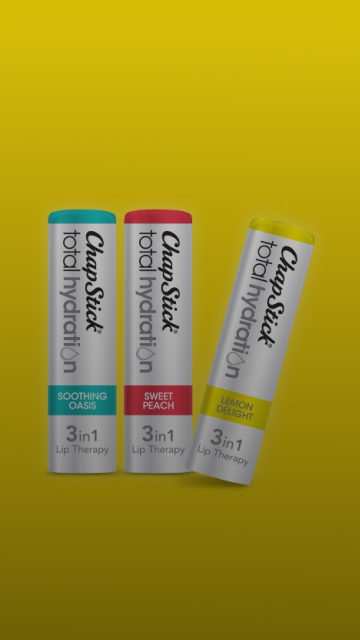 ChapStick®
total hydration
SOOTHING
OASIS
3in1
Lip Therapy
ChapStick®
total hydration
SWEET
PEACH
3in1
Lip Therapy
ChapStick®
total hydration
LEMON
DELIGHT
3in1
Lip Therapy